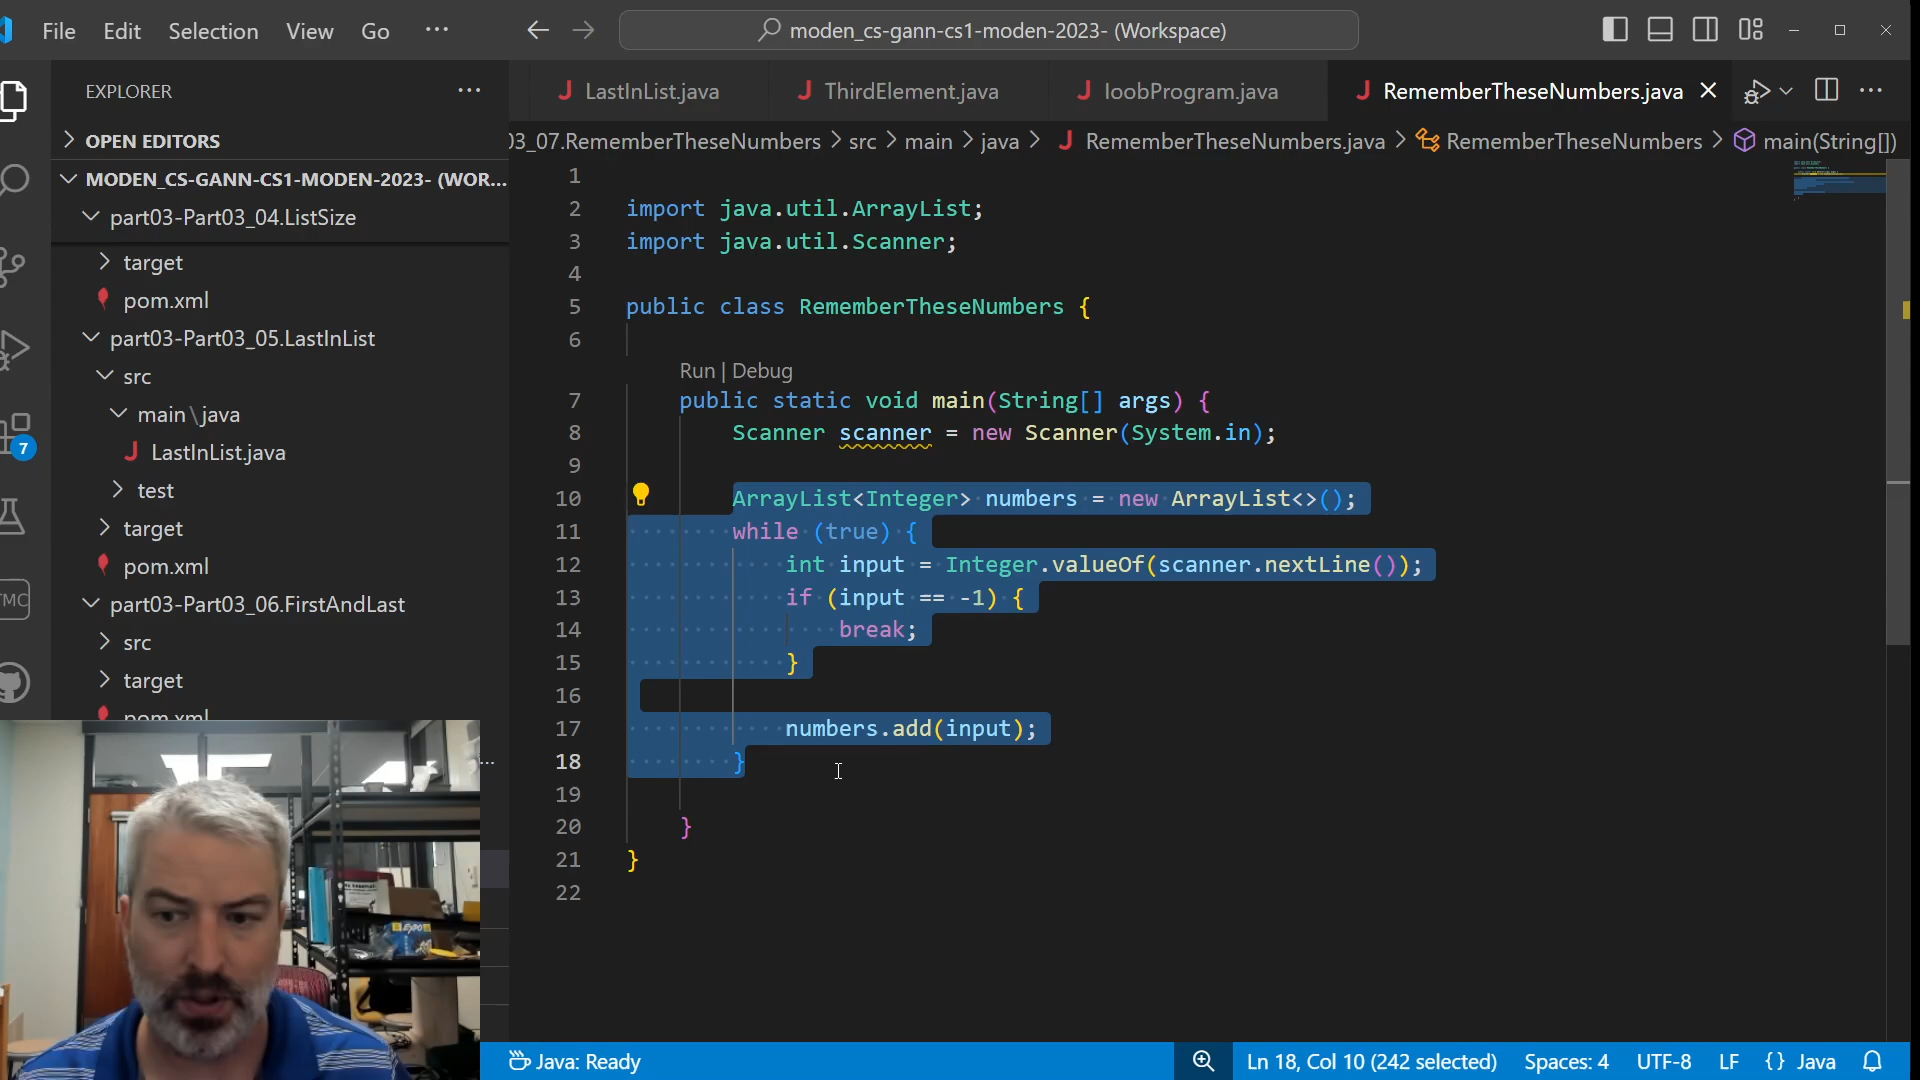 File Edit Selection View Go ...
moden_cs-gann-cs1-moden-2023- (Workspace)
EXPLORER
LastInList.java
ThirdElement.java
IoobProgram.java
RememberTheseNumbers.java
OPEN EDITORS
03_07.RememberTheseNumbers > src > main > java > RememberTheseNumbers.java > RememberTheseNumbers > main(String[])
MODEN_CS-GANN-CS1-MODEN-2023- (WOR...
part03-Part03_04.ListSize
target
pom.xml
part03-Part03_05.LastInList
src
main\java
LastInList.java
test
target
pom.xml
part03-Part03_06.FirstAndLast
src
target
pom.xml
7
MC
1
2 import java.util.ArrayList;
3 import java.util.Scanner;
4
5 public class RememberTheseNumbers {
6
Run | Debug
7 public static void main(String[] args) {
8 Scanner scanner = new Scanner(System.in);
9
10 ArrayList<Integer> numbers = new ArrayList<>();
11 while (true) {
12 int input = Integer.valueOf(scanner.nextLine());
13 if (input == -1) {
14 break;
15 }
16
17 numbers.add(input);
18 }
19
20 }
21 }
22
Java: Ready
Ln 18, Col 10 (242 selected) Spaces: 4 UTF-8 LF {} Java